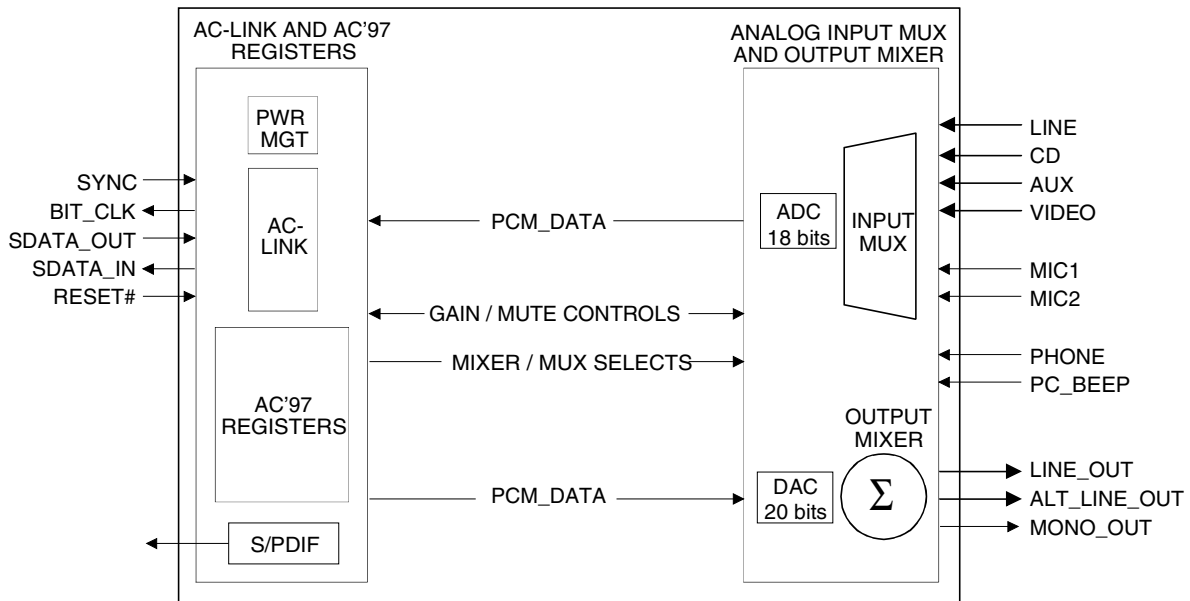 AC-LINK AND AC'97
REGISTERS
ANALOG INPUT MUX
AND OUTPUT MIXER
PWR
MGT
SYNC
BIT_CLK
SDATA_OUT
SDATA_IN
RESET#
AC-
LINK
AC'97
REGISTERS
S/PDIF
PCM_DATA
GAIN / MUTE CONTROLS
MIXER / MUX SELECTS
PCM_DATA
ADC
18 bits
INPUT
MUX
OUTPUT
MIXER
DAC
20 bits
Σ
LINE
CD
AUX
VIDEO
MIC1
MIC2
PHONE
PC_BEEP
LINE_OUT
ALT_LINE_OUT
MONO_OUT